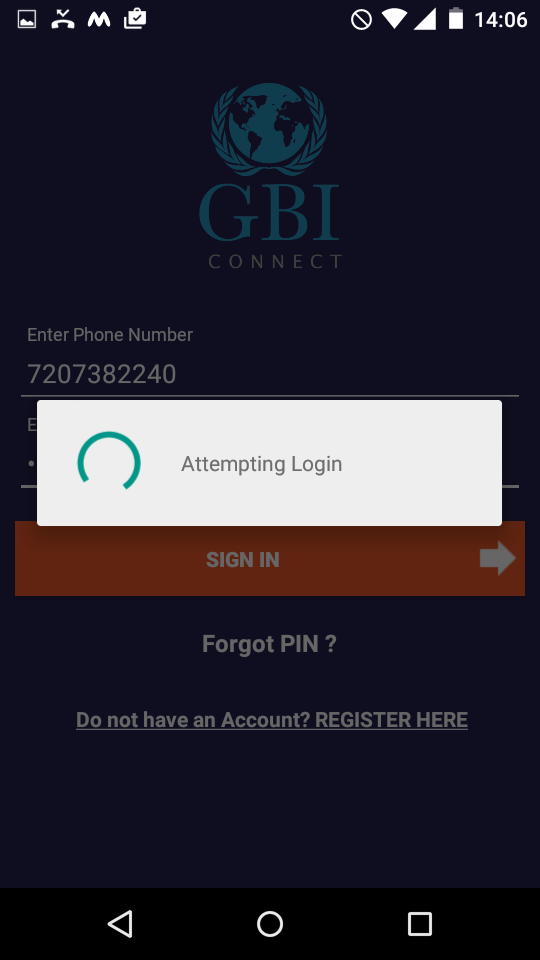 14:06
GBI
CONNECT
Enter Phone Number
7207382240
E
Attempting Login
SIGN IN
Forgot PIN ?
Do not have an Account? REGISTER HERE